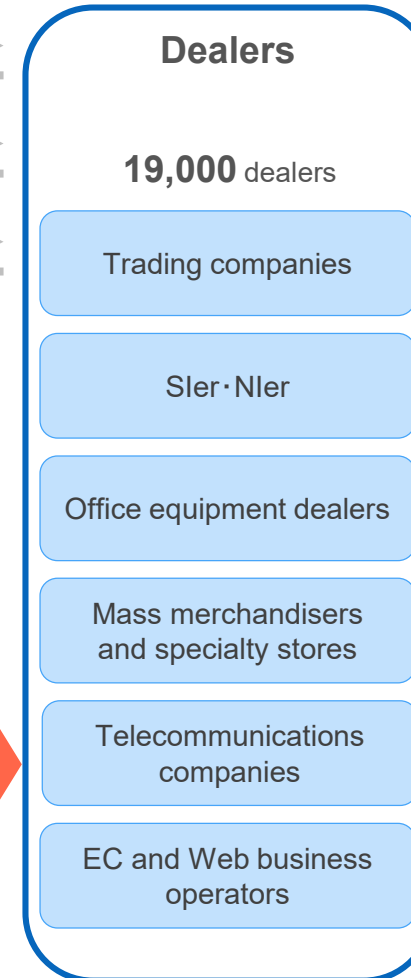 Dealers
19,000 dealers
Trading companies
SIer･NIer
Office equipment dealers
Mass merchandisers
and specialty stores
Telecommunications
companies
EC and Web business
operators